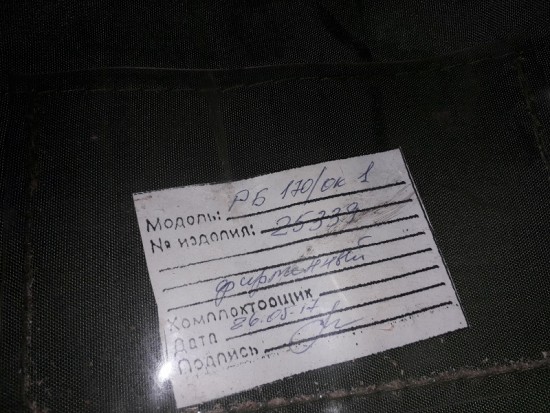 Модель: РБ 170/ок 1
№ изделия: 25339
фирменный
Комплектовщик
Дата 26.05.17
Подпись